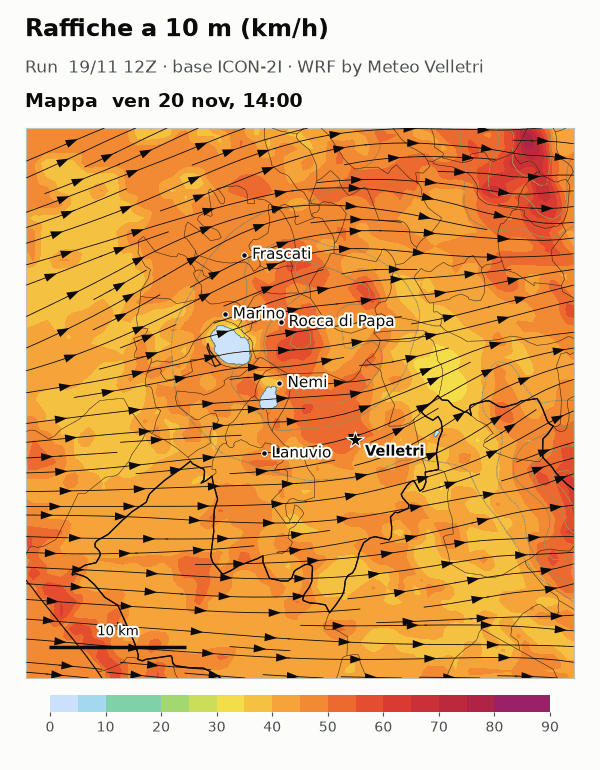 Raffiche a 10 m (km/h)
Run 19/11 12Z · base ICON-2I · WRF by Meteo Velletri
Mappa ven 20 nov, 14:00
Frascati
Marino
Rocca di Papa
Nemi
Velletri
Lanuvio
10 km
0 10 20 30 40 50 60 70 80 90